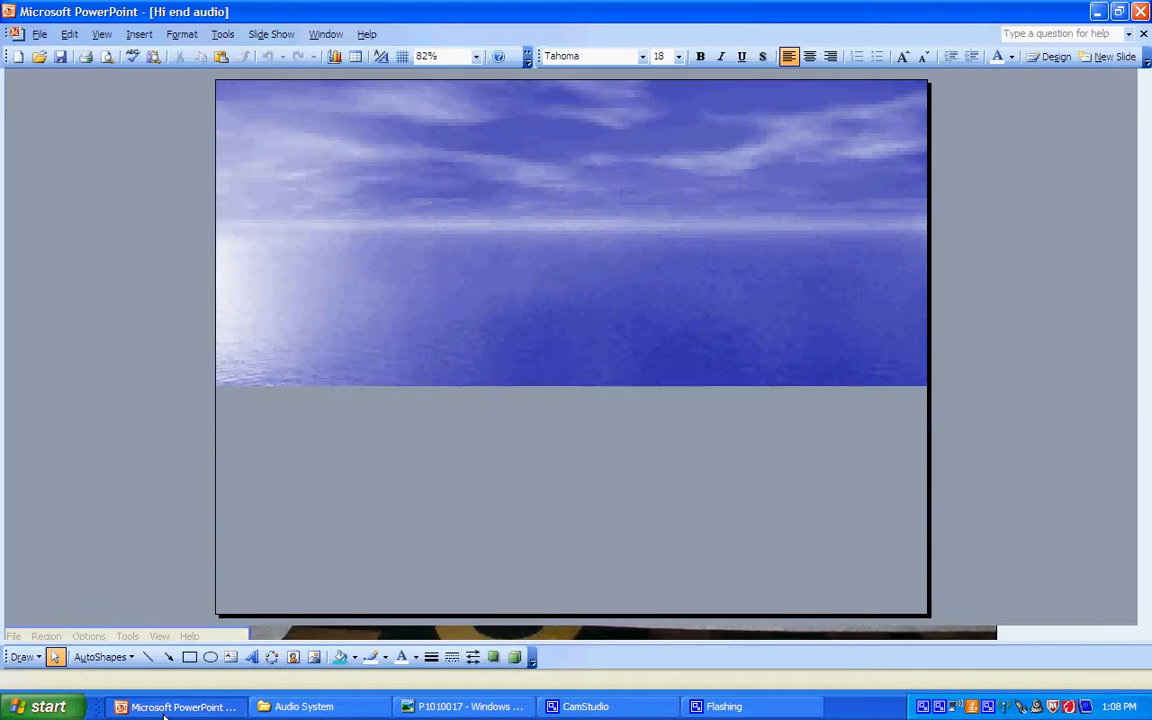 Microsoft PowerPoint - [Hi end audio]
File Edit View Insert Format Tools Slide Show Window Help
Type a question for help
82% Tahoma 18 B I U S A Design New Slide
File Region Options Tools View Help
Draw AutoShapes
start Microsoft PowerPoint ... Audio System P1010017 - Windows ... CamStudio Flashing 1:08 PM